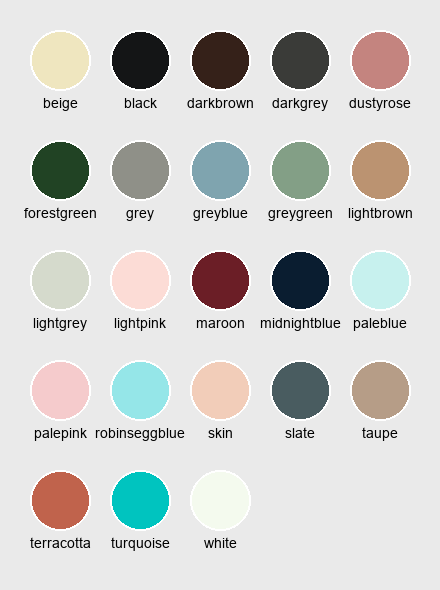 beige black darkbrown darkgrey dustyrose
forestgreen grey greyblue greygreen lightbrown
lightgrey lightpink maroon midnightblue paleblue
palepink robinseggblue skin slate taupe
terracotta turquoise white